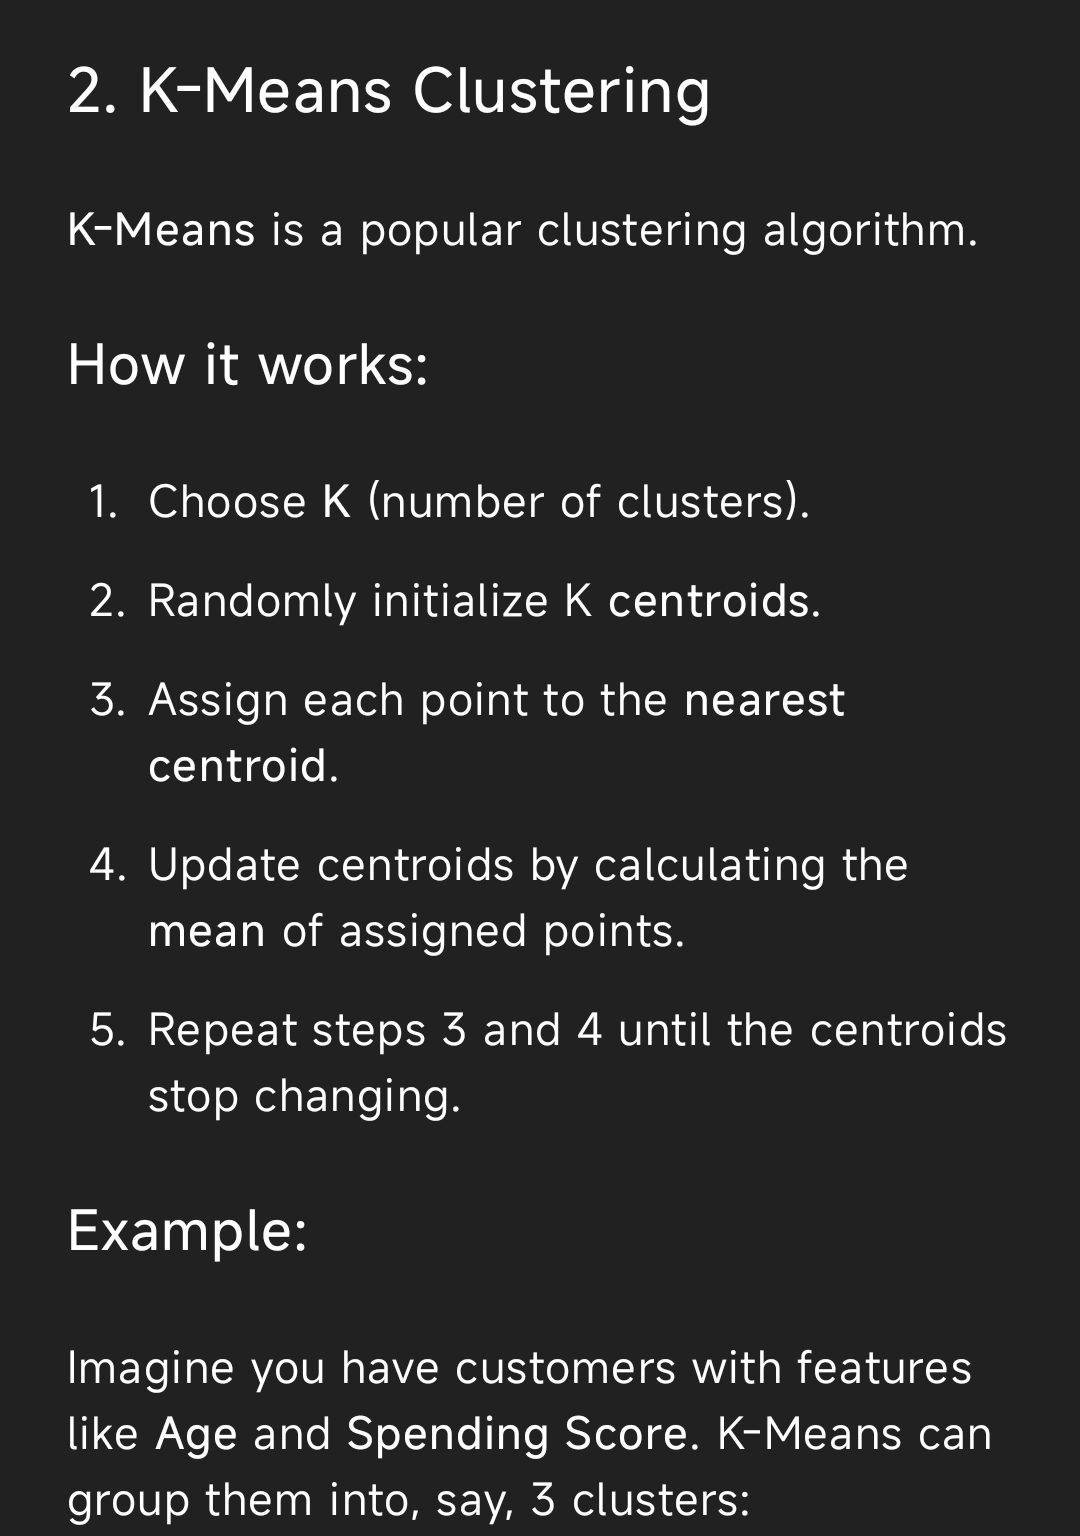 2. K-Means Clustering
K-Means is a popular clustering algorithm.
How it works:
1. Choose K (number of clusters).
2. Randomly initialize K centroids.
3. Assign each point to the nearest
centroid.
4. Update centroids by calculating the
mean of assigned points.
5. Repeat steps 3 and 4 until the centroids
stop changing.
Example:
Imagine you have customers with features
like Age and Spending Score. K-Means can
group them into, say, 3 clusters: